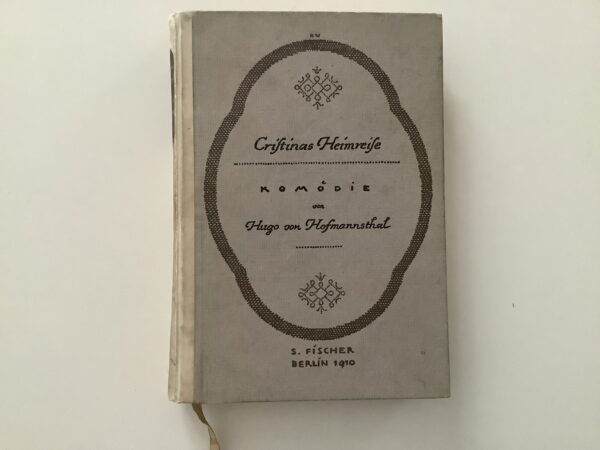 Criſtinas Heimreiſe
KOMÖDIE
von
Hugo von Hofmannsthal
S. FISCHER
BERLIN 1910